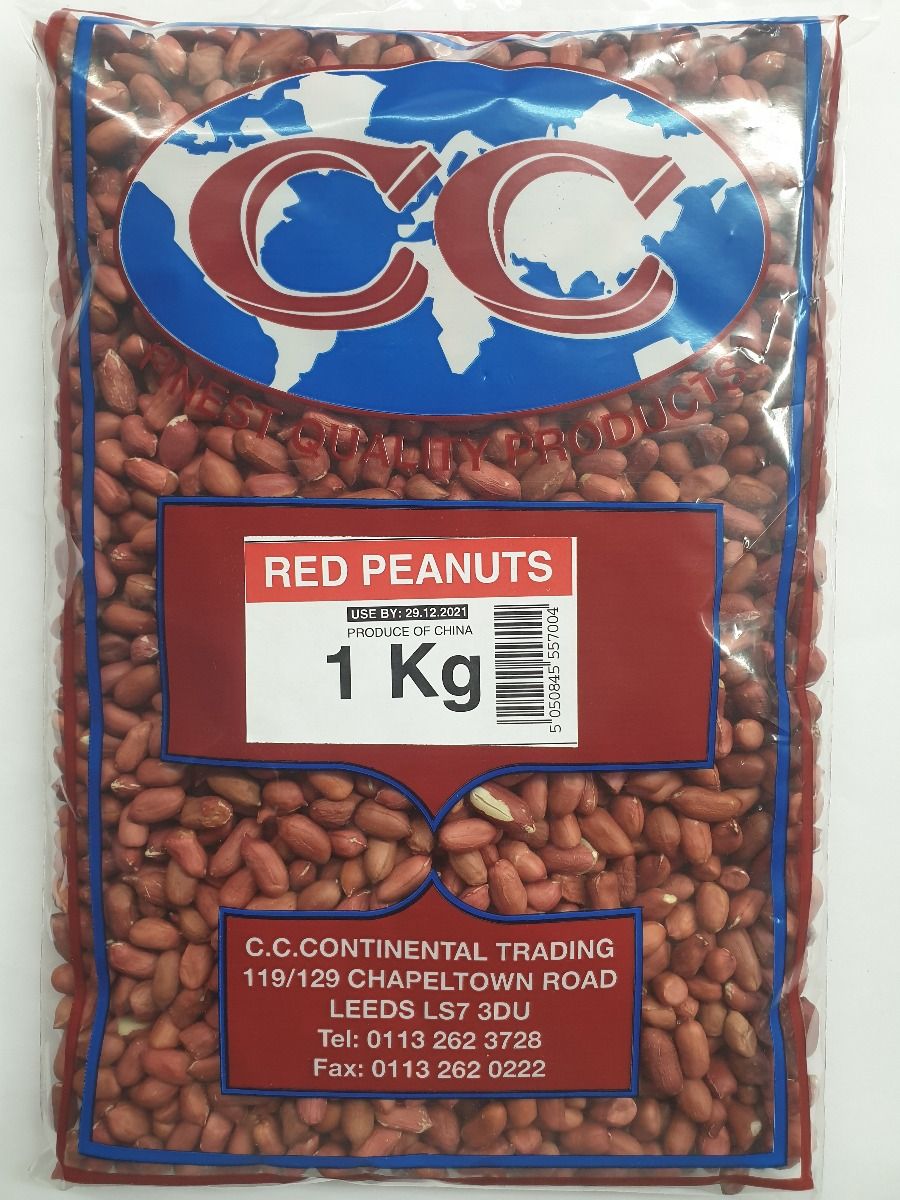 CC
FINEST QUALITY PRODUCTS
RED PEANUTS
USE BY: 29.12.2021
PRODUCE OF CHINA
1 Kg
5 050845 557004
C.C.CONTINENTAL TRADING
119/129 CHAPELTOWN ROAD
LEEDS LS7 3DU
Tel: 0113 262 3728
Fax: 0113 262 0222